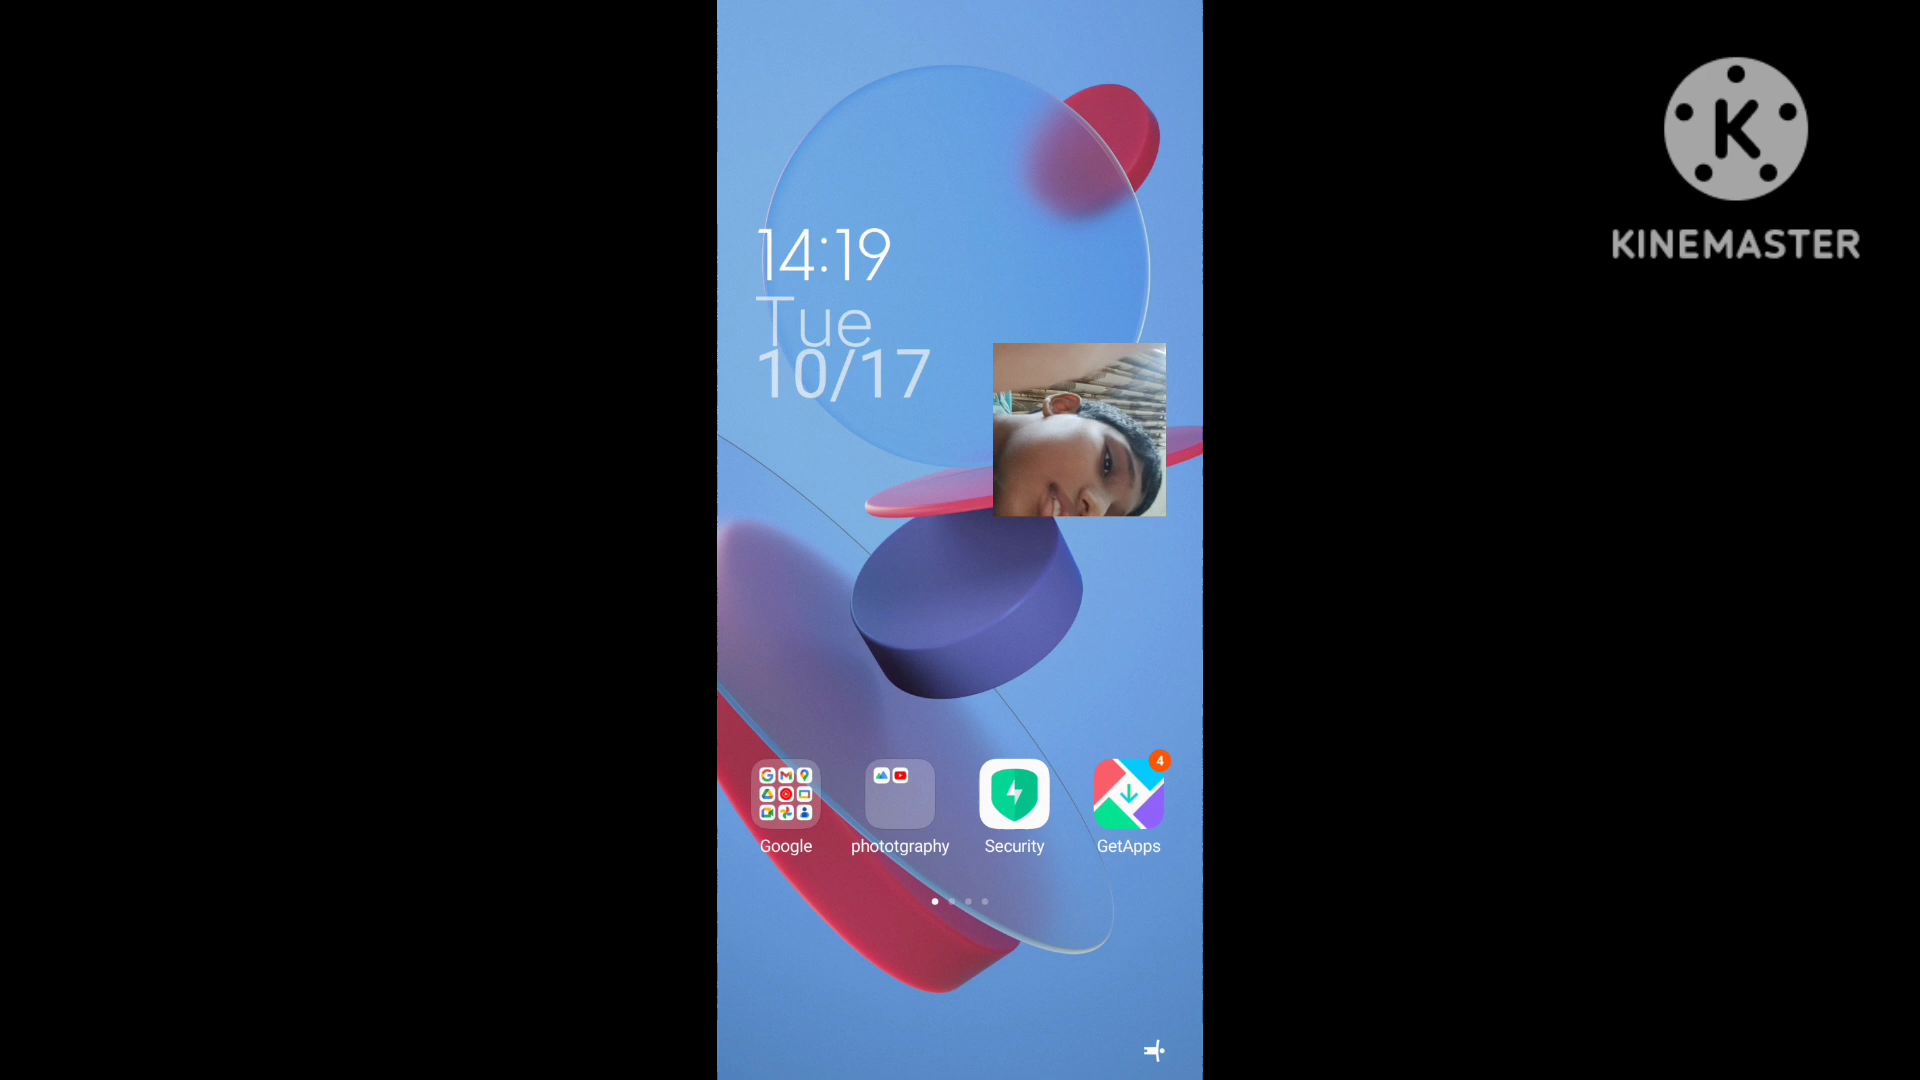 14:19
Tue
10/17
KINEMASTER
4
Google
phototgraphy
Security
GetApps